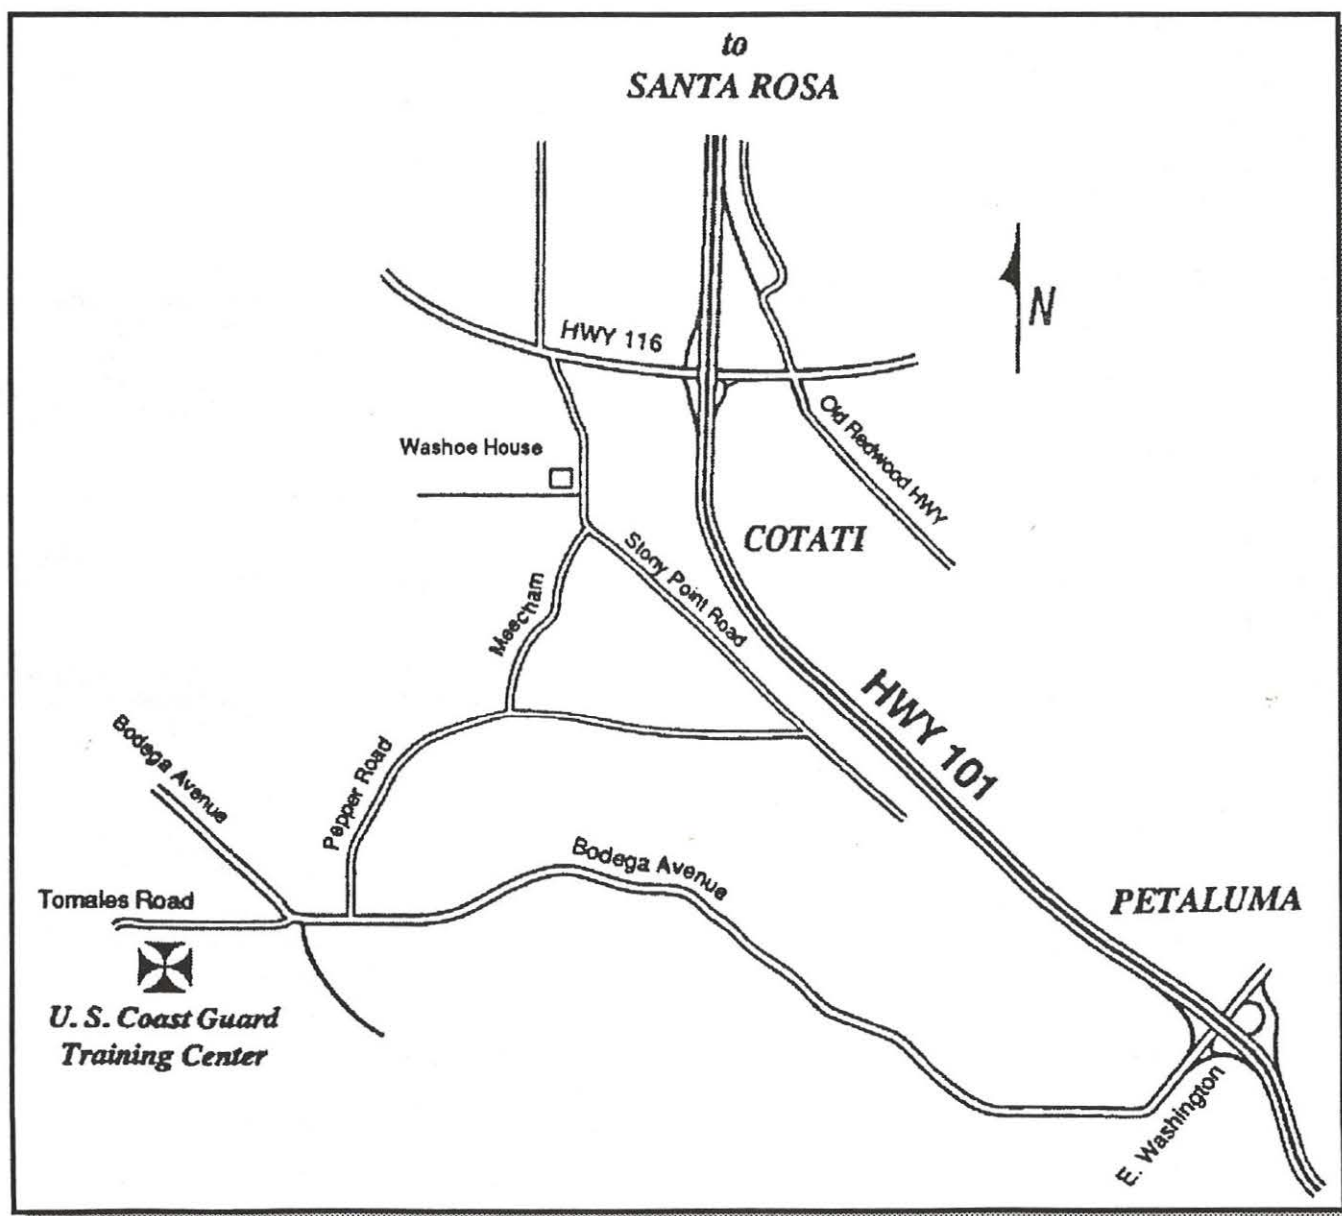 to
SANTA ROSA
N
HWY 116
Old Redwood HWY
Washoe House
COTATI
Stony Point Road
Meecham
HWY 101
Bodega Avenue
Pepper Road
Bodega Avenue
Tomales Road
PETALUMA
U. S. Coast Guard
Training Center
E. Washington